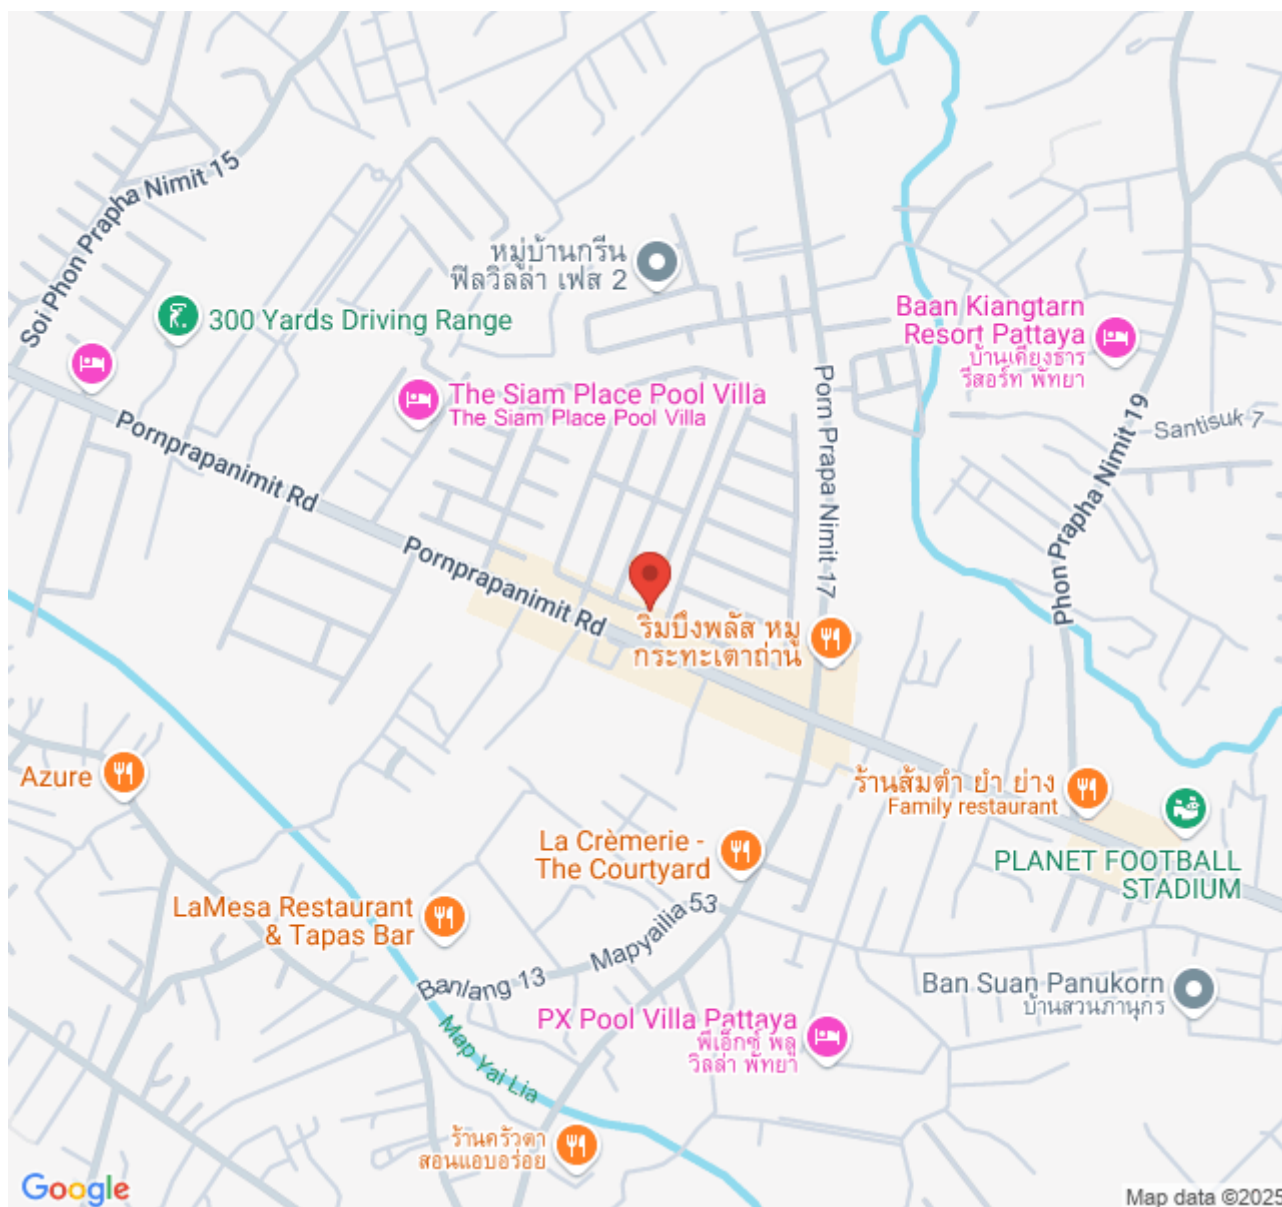 Soi Phon Prapha Nimit 15
หมู่บ้านกรีน
ฟิลวิลล่า เฟส 2
300 Yards Driving Range
Baan Kiangtarn
Resort Pattaya
บ้านเคียงธาร
รีสอร์ท พัทยา
The Siam Place Pool Villa
The Siam Place Pool Villa
Porn Prapa Nimit 17
Phon Prapha Nimit 19
Santisuk 7
Pornprapanimit Rd
Pornprapanimit Rd
ริมบึงพลัส หมู
กระทะเตาถ่าน
Azure
ร้านส้มตำ ยำ ย่าง
Family restaurant
La Crèmerie -
The Courtyard
PLANET FOOTBALL
STADIUM
LaMesa Restaurant
& Tapas Bar
Mapyailia 53
Banlang 13
Ban Suan Panukorn
บ้านสวนภานุกร
PX Pool Villa Pattaya
พีเอ็กซ์ พลู
วิลล่า พัทยา
Map Yai Lia
ร้านครัวตา
สอนแอบอร่อย
Google
Map data ©2025